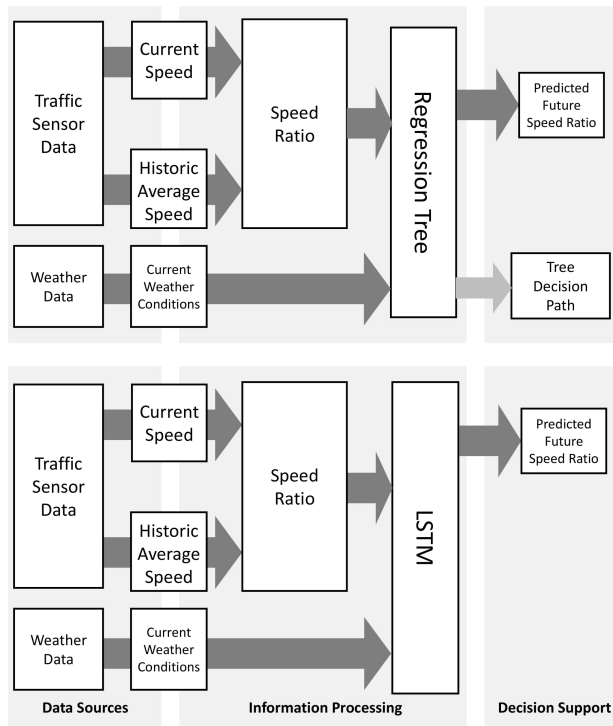 Traffic
Sensor
Data
Current
Speed
Historic
Average
Speed
Speed
Ratio
Regression Tree
Predicted
Future
Speed Ratio
Weather
Data
Current
Weather
Conditions
Tree
Decision
Path
Traffic
Sensor
Data
Current
Speed
Historic
Average
Speed
Speed
Ratio
LSTM
Predicted
Future
Speed Ratio
Weather
Data
Current
Weather
Conditions
Data Sources
Information Processing
Decision Support